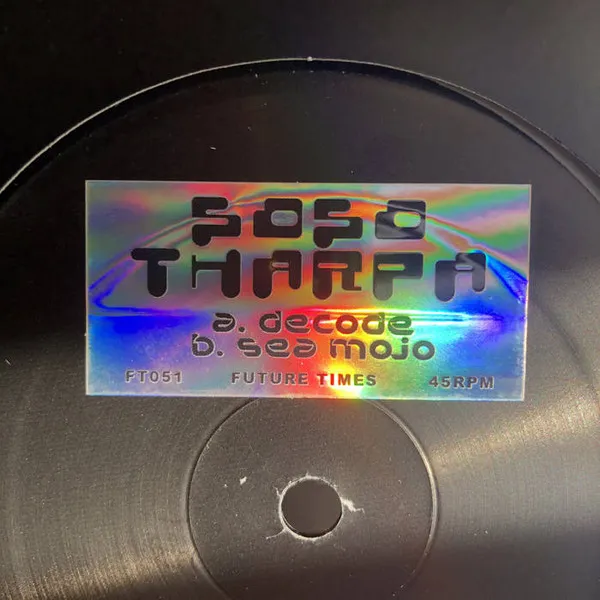 SOSO
THARPA
a. decode
b. sea mojo
FT051 FUTURE TIMES 45RPM